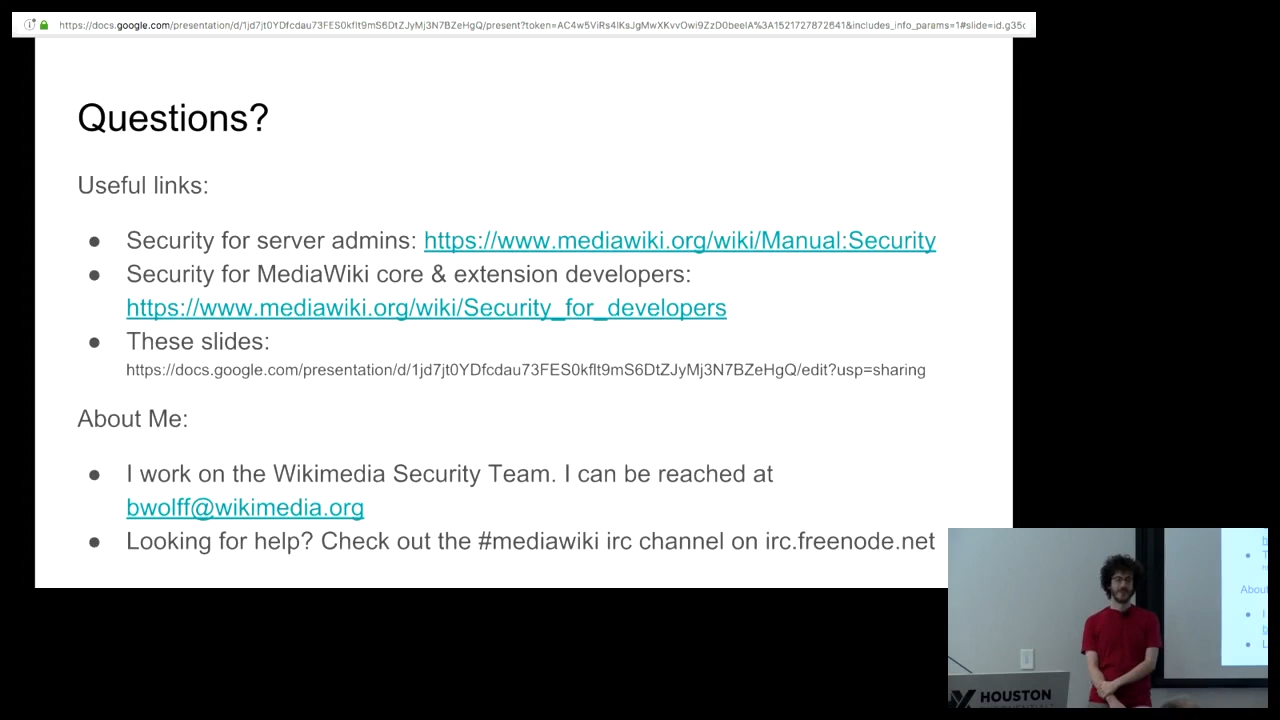 https://docs.google.com/presentation/d/1jd7jt0YDfcdau73FES0kflt9mS6DtZJyMj3N7BZeHgQ/present?token=AC4w5ViRs4IKsJgMwXKvvOwi9ZzD0beeIA%3A1521727872641&includes_info_params=1#slide=id.g35c
Questions?
Useful links:
● Security for server admins: https://www.mediawiki.org/wiki/Manual:Security
● Security for MediaWiki core & extension developers:
https://www.mediawiki.org/wiki/Security_for_developers
● These slides:
https://docs.google.com/presentation/d/1jd7jt0YDfcdau73FES0kflt9mS6DtZJyMj3N7BZeHgQ/edit?usp=sharing
About Me:
● I work on the Wikimedia Security Team. I can be reached at
bwolff@wikimedia.org
● Looking for help? Check out the #mediawiki irc channel on irc.freenode.net
About
HOUSTON